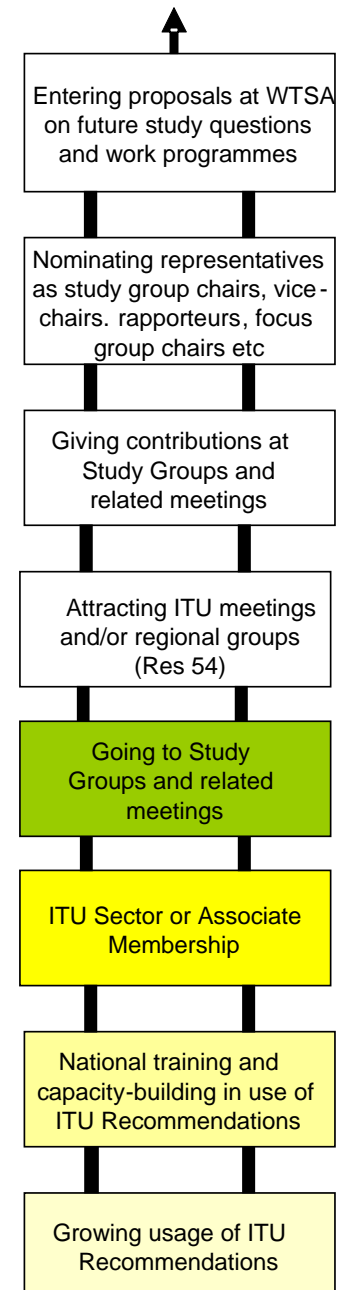 Entering proposals at WTSA
on future study questions
and work programmes
Nominating representatives
as study group chairs, vice-
chairs. rapporteurs, focus
group chairs etc
Giving contributions at
Study Groups and
related meetings
Attracting ITU meetings
and/or regional groups
(Res 54)
Going to Study
Groups and related
meetings
ITU Sector or Associate
Membership
National training and
capacity-building in use of
ITU Recommendations
Growing usage of ITU
Recommendations